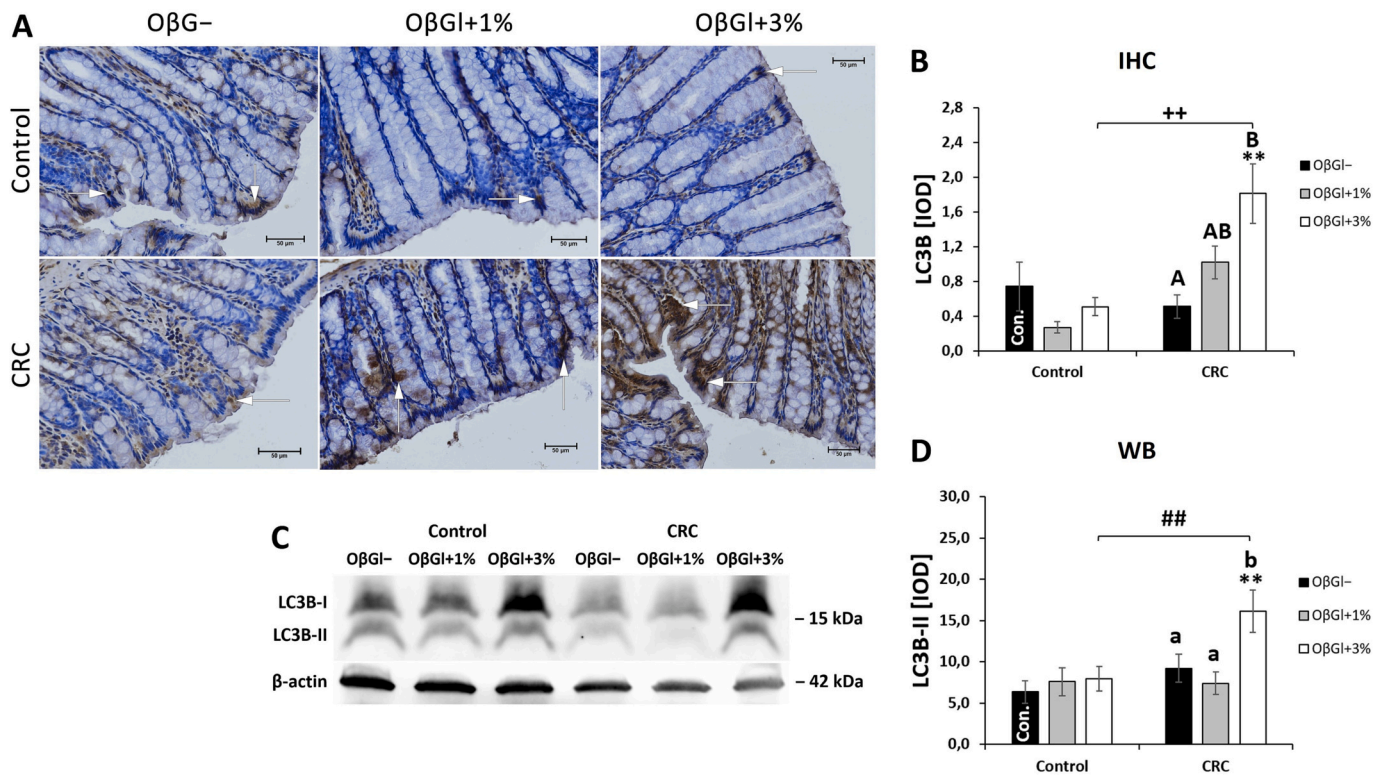 A
OβG−
OβGl+1%
OβGl+3%
Control
50 µm
50 µm
50 µm
CRC
50 µm
50 µm
50 µm
B
IHC
LC3B [IOD]
2,8
2,4
2,0
1,6
1,2
0,8
0,4
0,0
++
B
**
AB
A
Con.
Control
CRC
OβGl−
OβGl+1%
OβGl+3%
C
Control
CRC
OβGl− OβGl+1% OβGl+3% OβGl− OβGl+1% OβGl+3%
LC3B-I
LC3B-II
– 15 kDa
β-actin
– 42 kDa
D
WB
LC3B-II [IOD]
40,0
35,0
30,0
25,0
20,0
15,0
10,0
5,0
0,0
##
b
**
a
a
Con.
Control
CRC
OβGl−
OβGl+1%
OβGl+3%